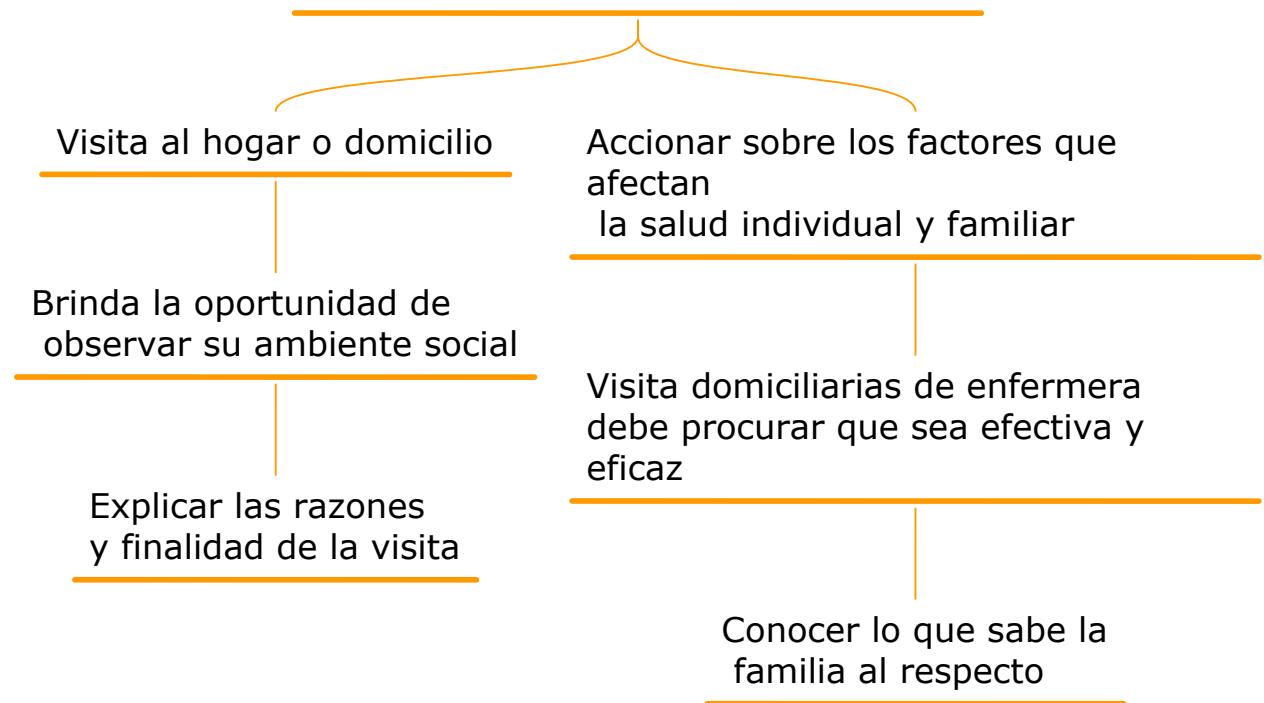 Visita al hogar o domicilio
Brinda la oportunidad de
observar su ambiente social
Explicar las razones
y finalidad de la visita
Accionar sobre los factores que
afectan
la salud individual y familiar
Visita domiciliarias de enfermera
debe procurar que sea efectiva y
eficaz
Conocer lo que sabe la
familia al respecto